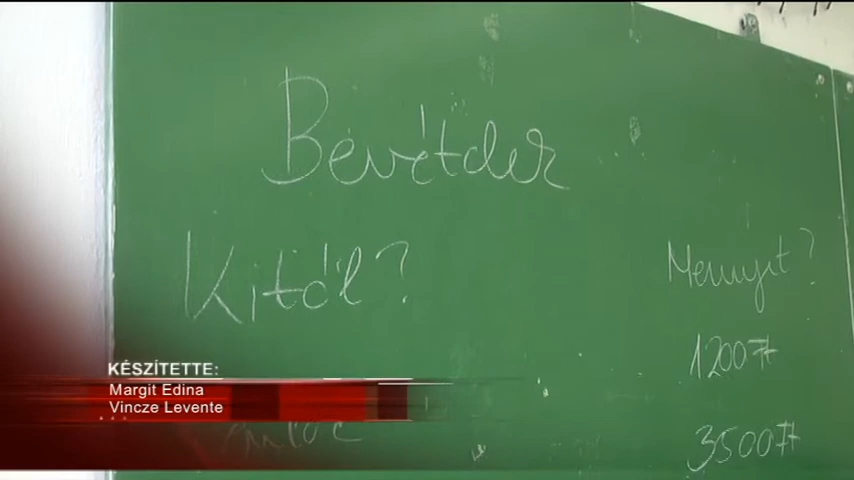 Bevételek
Kitől?
Mennyit?
1200 Ft
KÉSZÍTETTE:
Margit Edina
Vincze Levente
3500 Ft